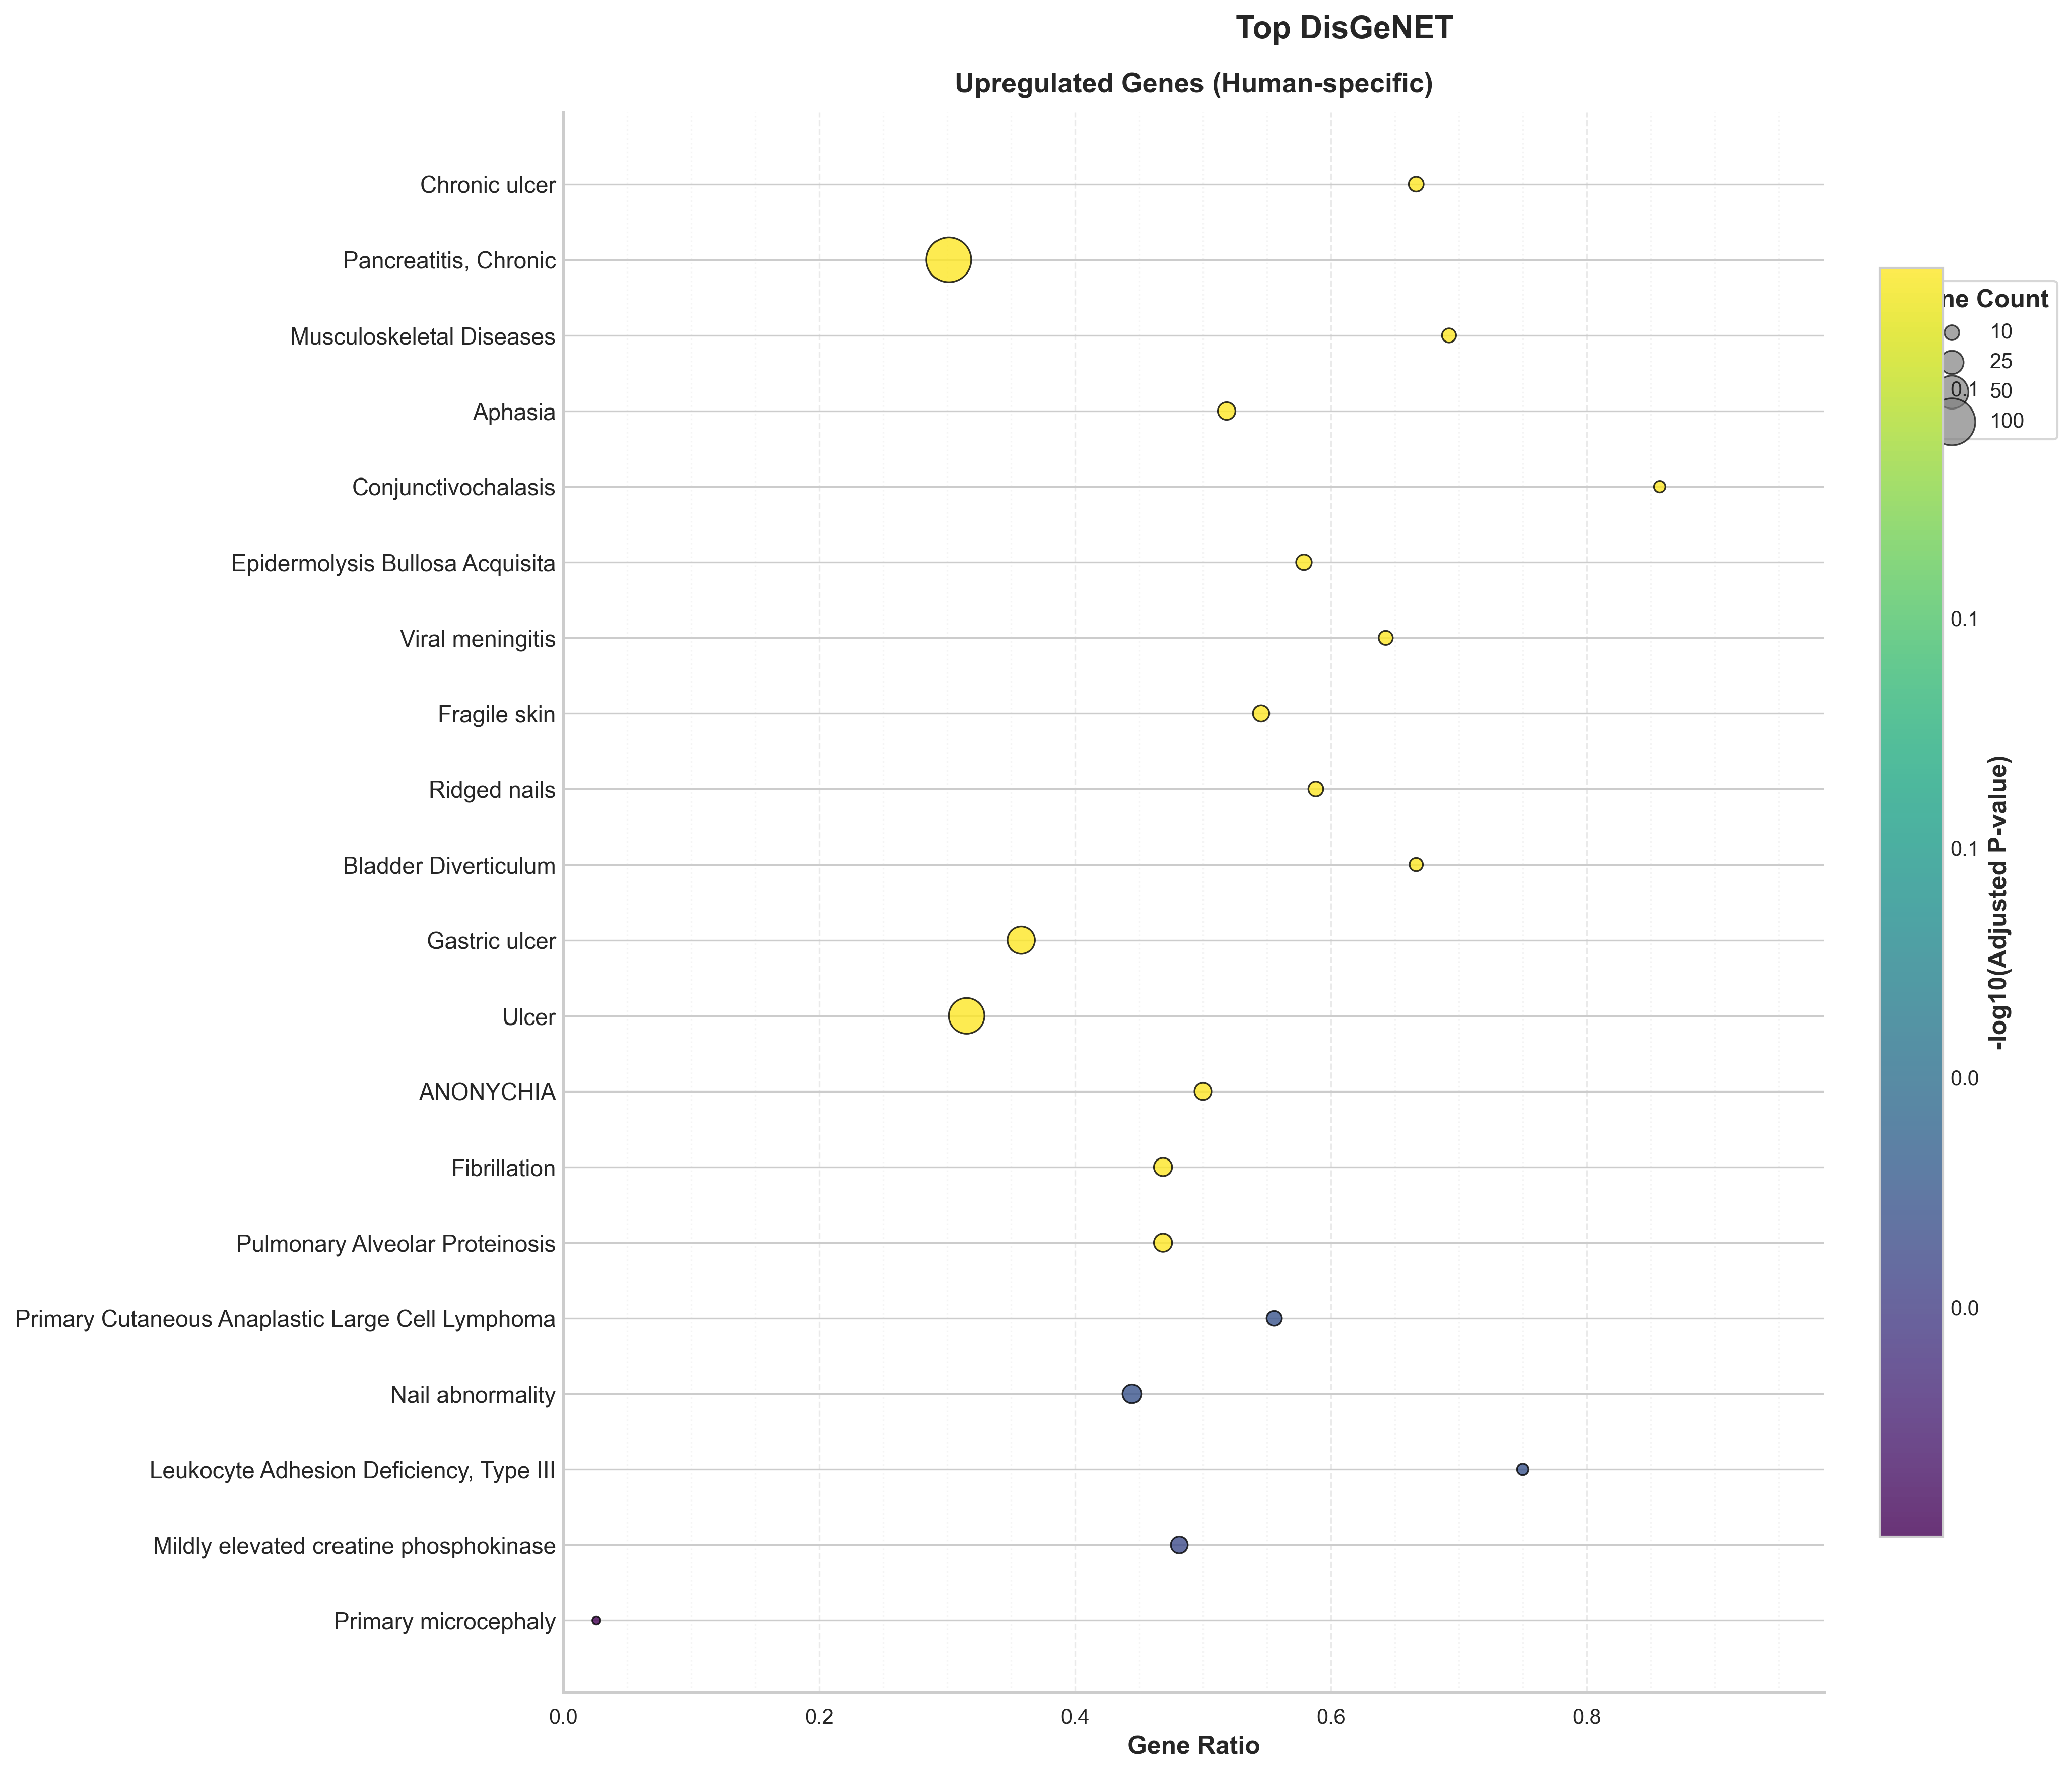 Top DisGeNET
Upregulated Genes (Human-specific)
Chronic ulcer
Pancreatitis, Chronic
Musculoskeletal Diseases
Aphasia
Conjunctivochalasis
Epidermolysis Bullosa Acquisita
Viral meningitis
Fragile skin
Ridged nails
Bladder Diverticulum
Gastric ulcer
Ulcer
ANONYCHIA
Fibrillation
Pulmonary Alveolar Proteinosis
Primary Cutaneous Anaplastic Large Cell Lymphoma
Nail abnormality
Leukocyte Adhesion Deficiency, Type III
Mildly elevated creatine phosphokinase
Primary microcephaly
0.0
0.2
0.4
0.6
0.8
Gene Ratio
ne Count
10
25
50
100
0.1
0.1
0.1
0.0
0.0
-log10(Adjusted P-value)